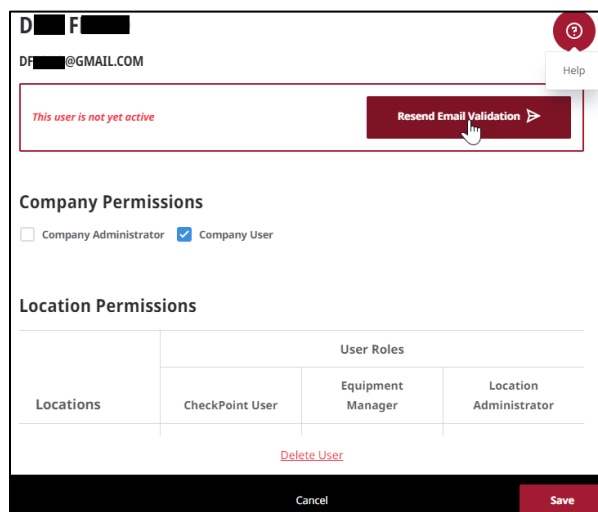 D F
DF @GMAIL.COM
Help
This user is not yet active
Resend Email Validation
Company Permissions
Company Administrator Company User
Location Permissions
User Roles
Locations CheckPoint User Equipment Manager Location Administrator
Delete User
Cancel Save